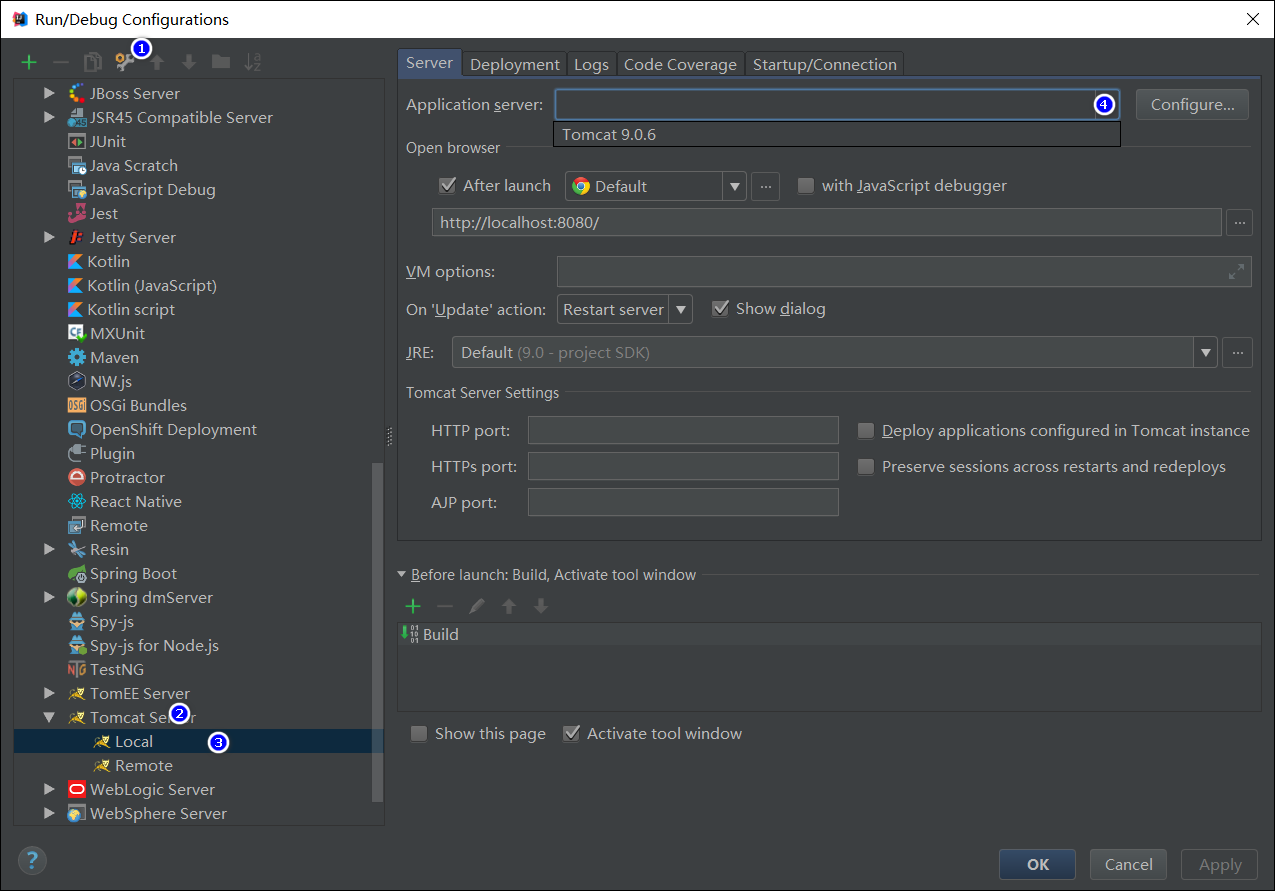 Run/Debug Configurations
1
JBoss Server
JSR45 Compatible Server
JUnit
Java Scratch
JavaScript Debug
Jest
Jetty Server
Kotlin
Kotlin (JavaScript)
Kotlin script
MXUnit
Maven
NW.js
OSGi Bundles
OpenShift Deployment
Plugin
Protractor
React Native
Remote
Resin
Spring Boot
Spring dmServer
Spy-js
Spy-js for Node.js
TestNG
TomEE Server
Tomcat Server 2
Local 3
Remote
WebLogic Server
WebSphere Server
Server Deployment Logs Code Coverage Startup/Connection
Application server: 4 Configure...
Tomcat 9.0.6
Open browser
After launch Default ... with JavaScript debugger
http://localhost:8080/ ...
VM options:
On 'Update' action: Restart server Show dialog
JRE: Default (9.0 - project SDK) ...
Tomcat Server Settings
HTTP port: Deploy applications configured in Tomcat instance
HTTPs port: Preserve sessions across restarts and redeploys
AJP port:
Before launch: Build, Activate tool window
Build
Show this page Activate tool window
? OK Cancel Apply